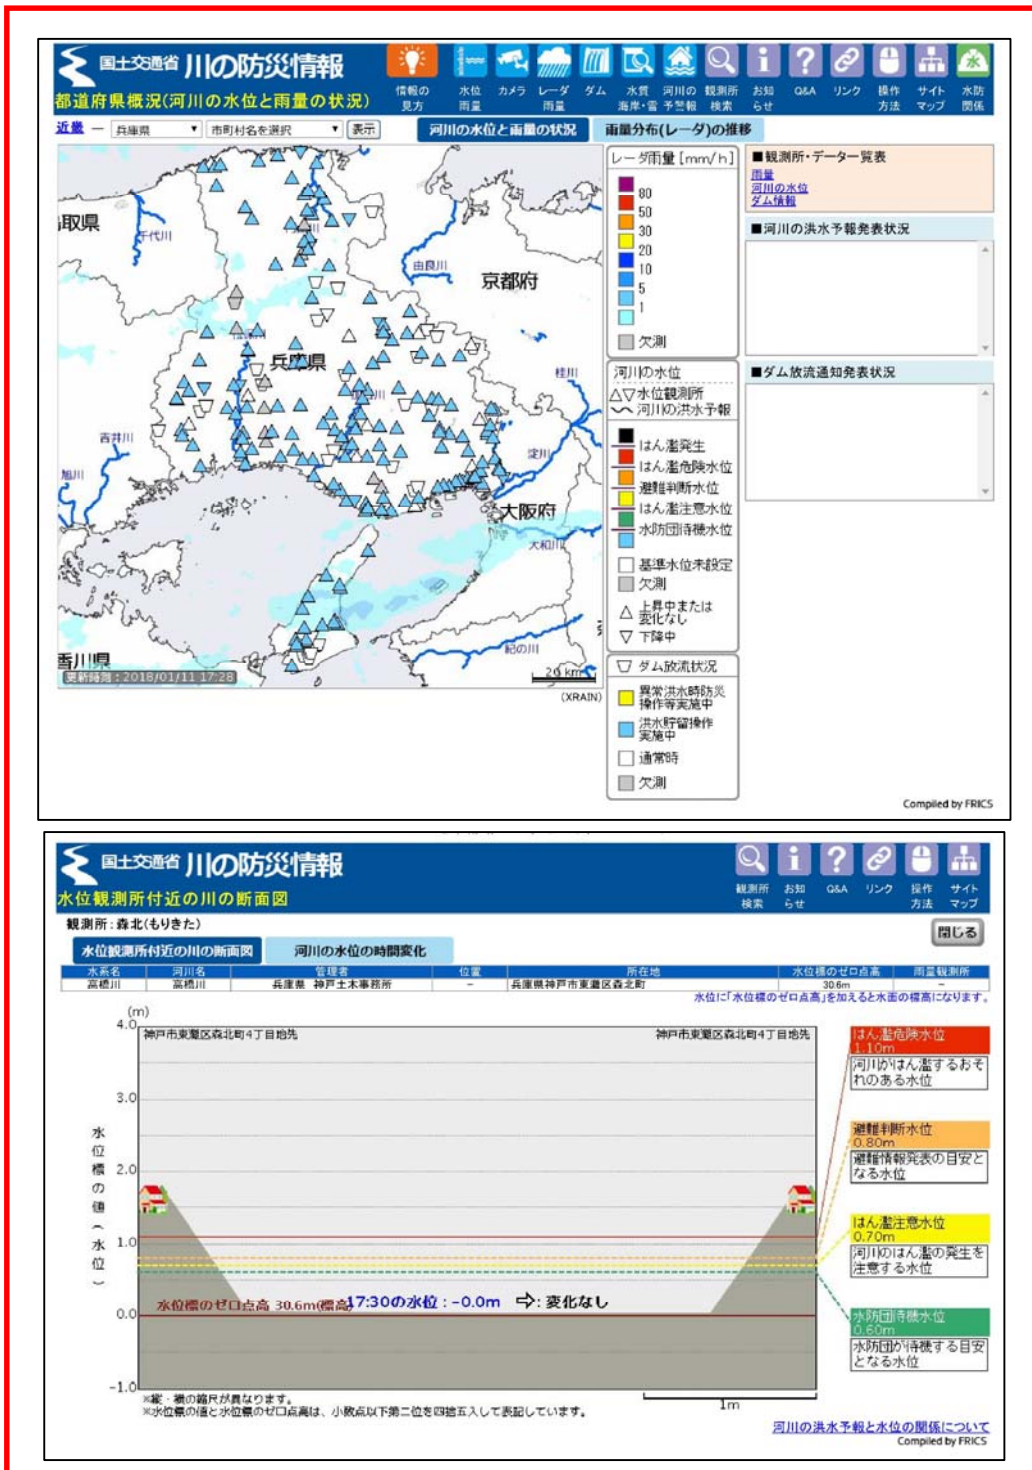 国土交通省 川の防災情報
都道府県概況(河川の水位と雨量の状況)
情報の見方
水位雨量
カメラ
レーダ雨量
ダム
水質海岸・雪
河川の予警報
観測所検索
お知らせ
Q&A
リンク
操作方法
サイトマップ
水防関係
近畿 — 兵庫県 市町村名を選択 表示
河川の水位と雨量の状況 雨量分布(レーダ)の推移
取県
千代川
由良川
京都府
兵庫県
桂川
吉井川
旭川
淀川
大阪府
大和川
紀の川
香川県
更新時刻:2018/01/11 17:28
20 km
(XRAIN)
レーダ雨量[mm/h]
80
50
30
20
10
5
1
欠測
河川の水位
△▽水位観測所
河川の洪水予報
はん濫発生
はん濫危険水位
避難判断水位
はん濫注意水位
水防団待機水位
基準水位未設定
欠測
△ 上昇中または
変化なし
▽ 下降中
ダム放流状況
異常洪水時防災
操作等実施中
洪水貯留操作
実施中
通常時
欠測
■観測所・データ一覧表
雨量
河川の水位
ダム情報
■河川の洪水予報発表状況
■ダム放流通知発表状況
Compiled by FRICS
国土交通省 川の防災情報
水位観測所付近の川の断面図
観測所検索
お知らせ
Q&A
リンク
操作方法
サイトマップ
観測所:森北(もりきた)
閉じる
水位観測所付近の川の断面図 河川の水位の時間変化
水系名 河川名 管理者 位置 所在地 水位標のゼロ点高 雨量観測所
高橋川 高橋川 兵庫県 神戸土木事務所 − 兵庫県神戸市東灘区森北町 30.6m −
水位に「水位標のゼロ点高」を加えると水面の標高になります。
(m)
4.0
神戸市東灘区森北町4丁目地先 神戸市東灘区森北町4丁目地先
3.0
2.0
1.0
0.0
-1.0
水位標の値(水位)
水位標のゼロ点高 30.6m(標高)
17:30の水位:-0.0m ⇨:変化なし
はん濫危険水位
1.10m
河川がはん濫するおそ
れのある水位
避難判断水位
0.80m
避難情報発表の目安と
なる水位
はん濫注意水位
0.70m
河川のはん濫の発生を
注意する水位
水防団待機水位
0.60m
水防団が待機する目安
となる水位
※縦・横の縮尺が異なります。
※水位標の値と水位標のゼロ点高は、小数点以下第二位を四捨五入して表記しています。
1m
河川の洪水予報と水位の関係について
Compiled by FRICS